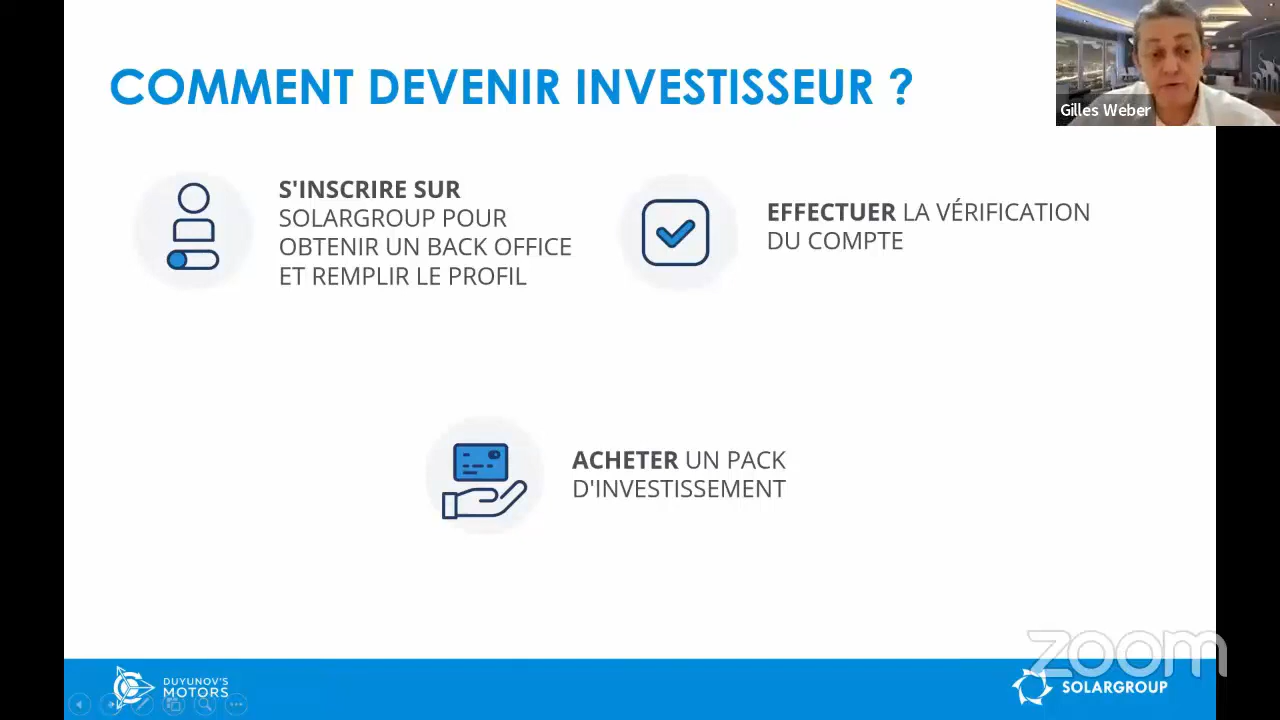 COMMENT DEVENIR INVESTISSEUR ?
Gilles Weber
S'INSCRIRE SUR
SOLARGROUP POUR
OBTENIR UN BACK OFFICE
ET REMPLIR LE PROFIL
EFFECTUER LA VÉRIFICATION
DU COMPTE
ACHETER UN PACK
D'INVESTISSEMENT
zoom
DUYUNOV'S
MOTORS
SOLARGROUP